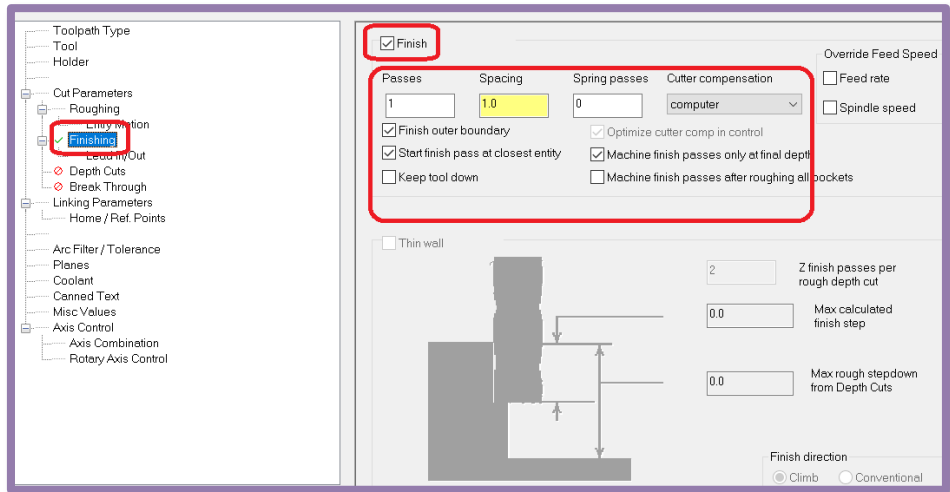 Toolpath Type
Tool
Holder
Cut Parameters
Roughing
Entry Motion
Finishing
Lead In/Out
Depth Cuts
Break Through
Linking Parameters
Home / Ref. Points
Arc Filter / Tolerance
Planes
Coolant
Canned Text
Misc Values
Axis Control
Axis Combination
Rotary Axis Control
Finish
Override Feed Speed
Passes Spacing Spring passes Cutter compensation
Feed rate
1 1.0 0 computer
Spindle speed
Finish outer boundary Optimize cutter comp in control
Start finish pass at closest entity Machine finish passes only at final depth
Keep tool down Machine finish passes after roughing all pockets
Thin wall
2 Z finish passes per
rough depth cut
0.0 Max calculated
finish step
0.0 Max rough stepdown
from Depth Cuts
Finish direction
Climb Conventional